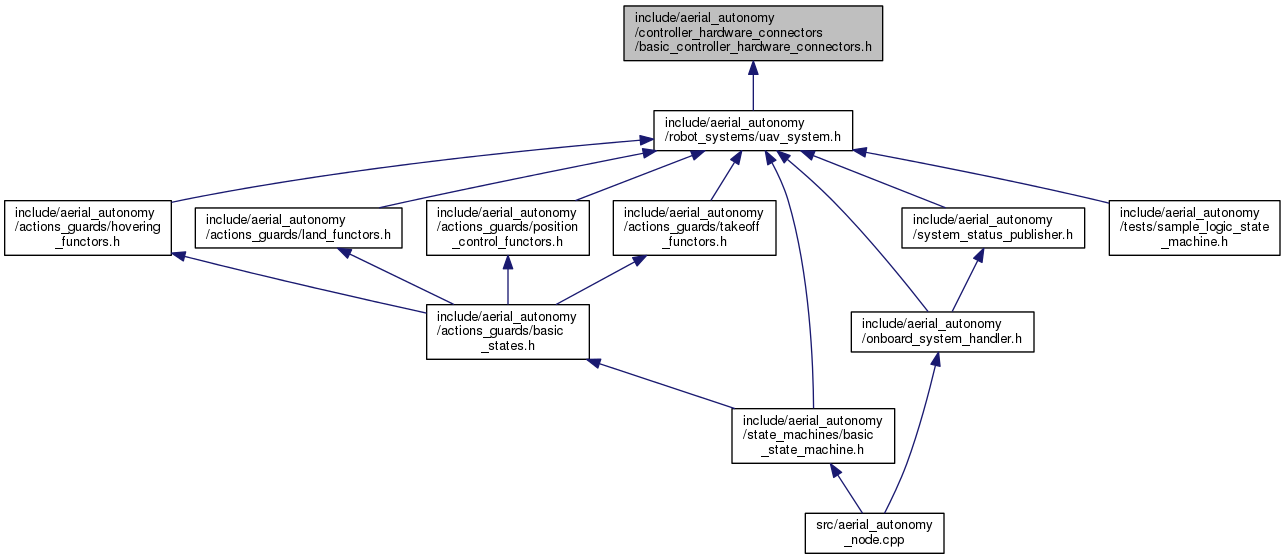 include/aerial_autonomy
/controller_hardware_connectors
/basic_controller_hardware_connectors.h
include/aerial_autonomy
/robot_systems/uav_system.h
include/aerial_autonomy
/actions_guards/hovering
_functors.h
include/aerial_autonomy
/actions_guards/land_functors.h
include/aerial_autonomy
/actions_guards/position
_control_functors.h
include/aerial_autonomy
/actions_guards/takeoff
_functors.h
include/aerial_autonomy
/system_status_publisher.h
include/aerial_autonomy
/tests/sample_logic_state
_machine.h
include/aerial_autonomy
/actions_guards/basic
_states.h
include/aerial_autonomy
/onboard_system_handler.h
include/aerial_autonomy
/state_machines/basic
_state_machine.h
src/aerial_autonomy
_node.cpp